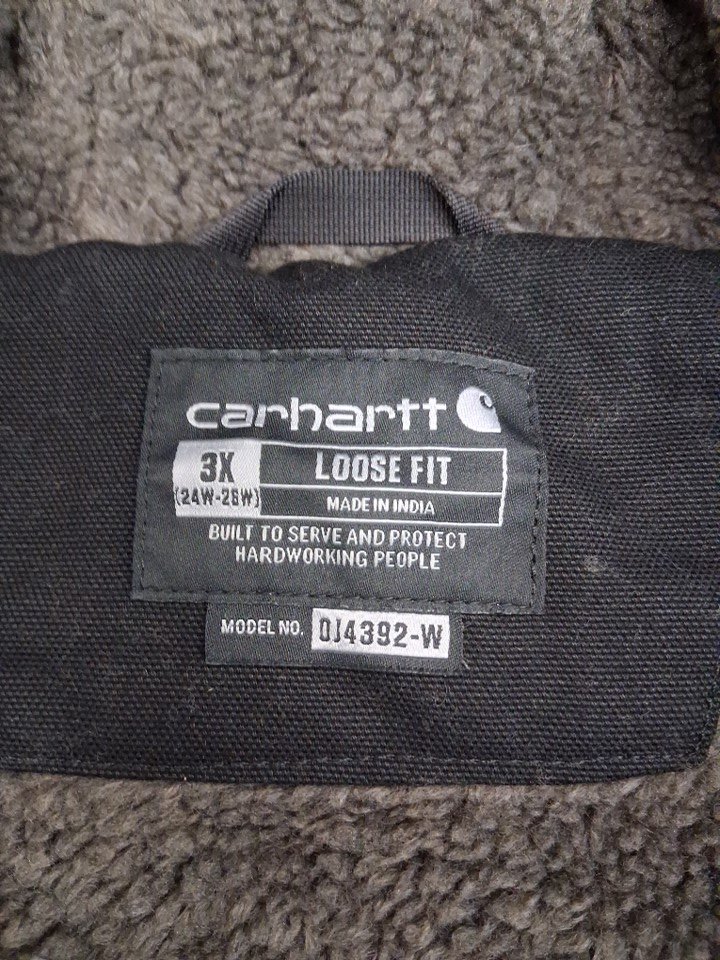 carhartt
3X
(24W-26W)
LOOSE FIT
MADE IN INDIA
BUILT TO SERVE AND PROTECT
HARDWORKING PEOPLE
MODEL NO. OJ4392-W